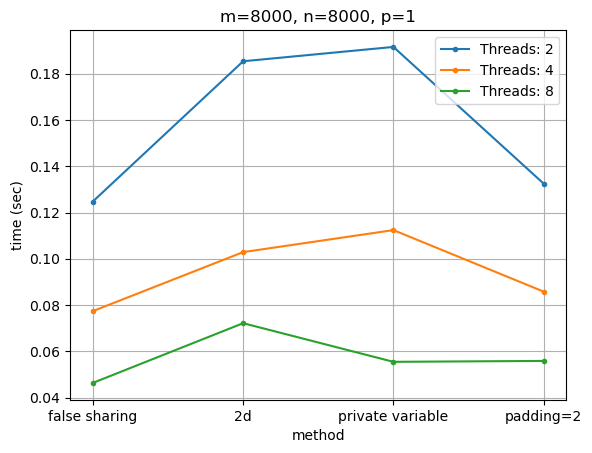 m=8000, n=8000, p=1
Threads: 2
Threads: 4
Threads: 8
time (sec)
0.18
0.16
0.14
0.12
0.10
0.08
0.06
0.04
false sharing 2d private variable padding=2
method